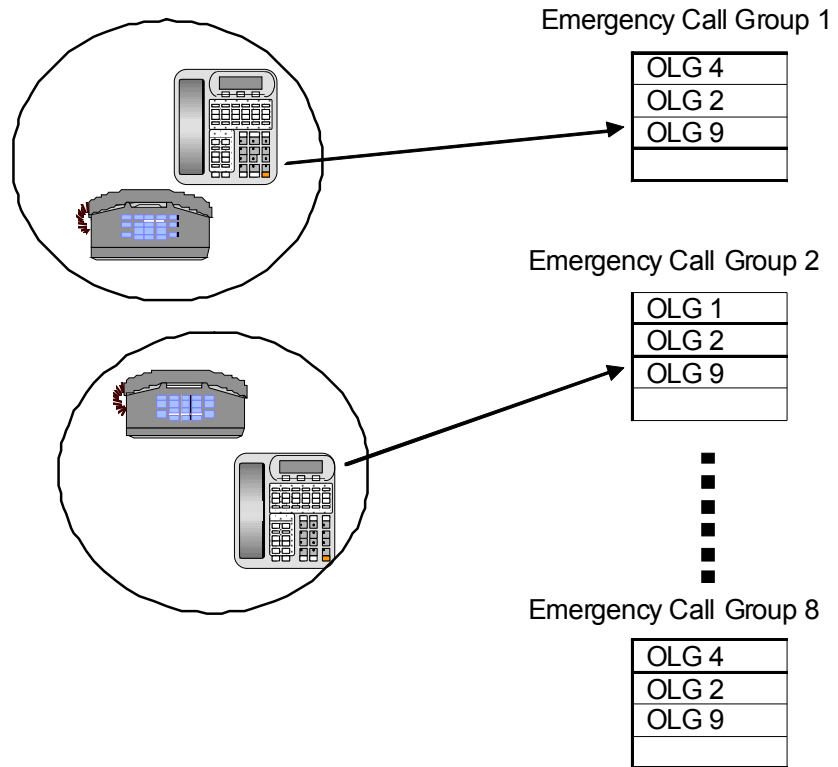 Emergency Call Group 1
OLG 4
OLG 2
OLG 9
Emergency Call Group 2
OLG 1
OLG 2
OLG 9
Emergency Call Group 8
OLG 4
OLG 2
OLG 9